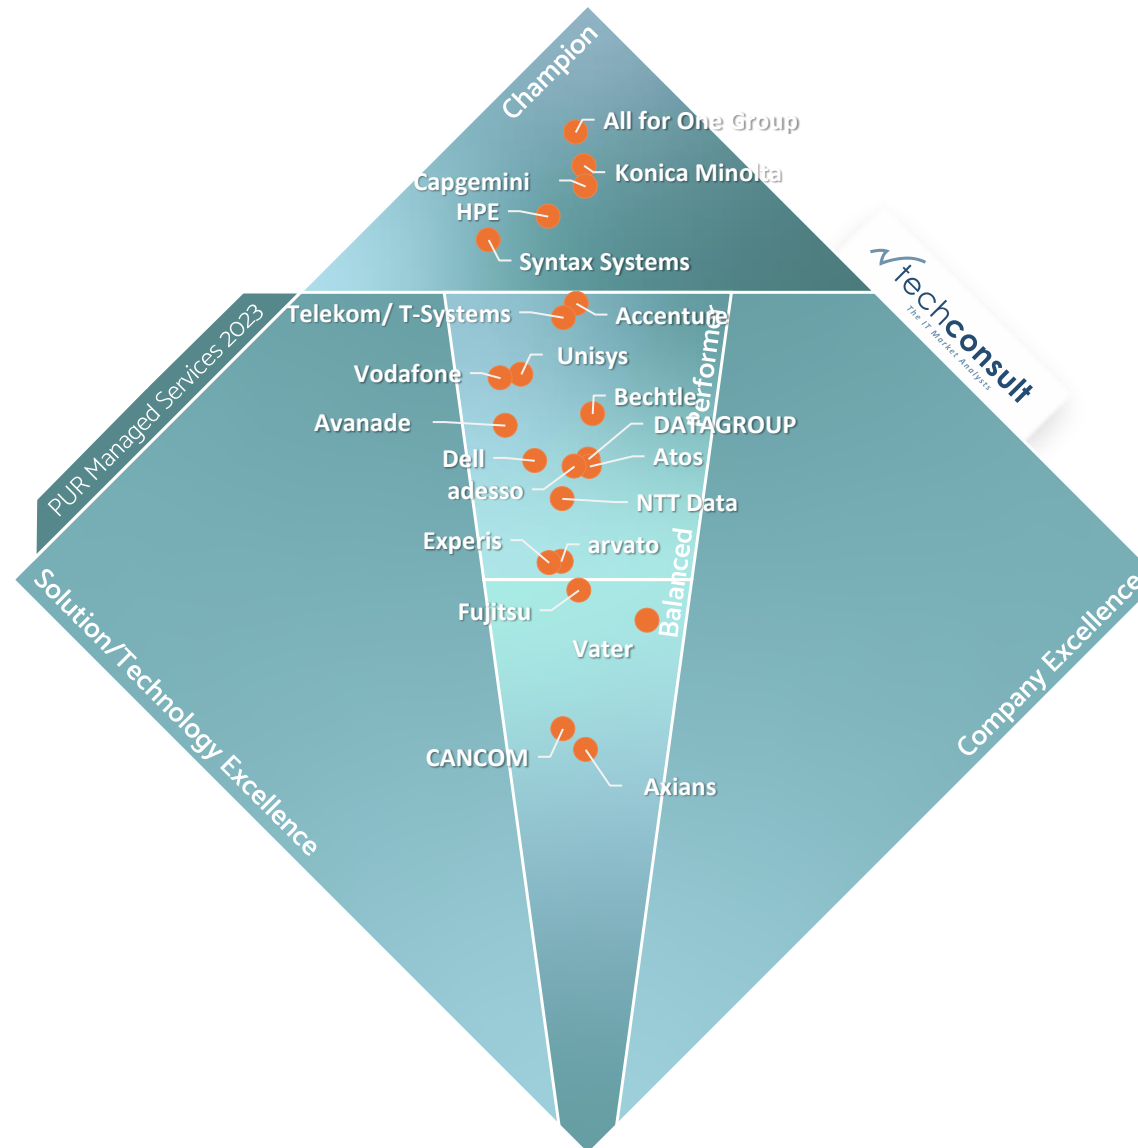 Champion
All for One Group
Konica Minolta
Capgemini
HPE
Syntax Systems
PUR Managed Services 2023
techconsult
The IT Market Analysts
Telekom/ T-Systems
Accenture
Performer
Unisys
Vodafone
Bechtle
Avanade
DATAGROUP
Dell
Atos
adesso
NTT Data
Experis
arvato
Balanced
Fujitsu
Vater
Solution/Technology Excellence
Company Excellence
CANCOM
Axians